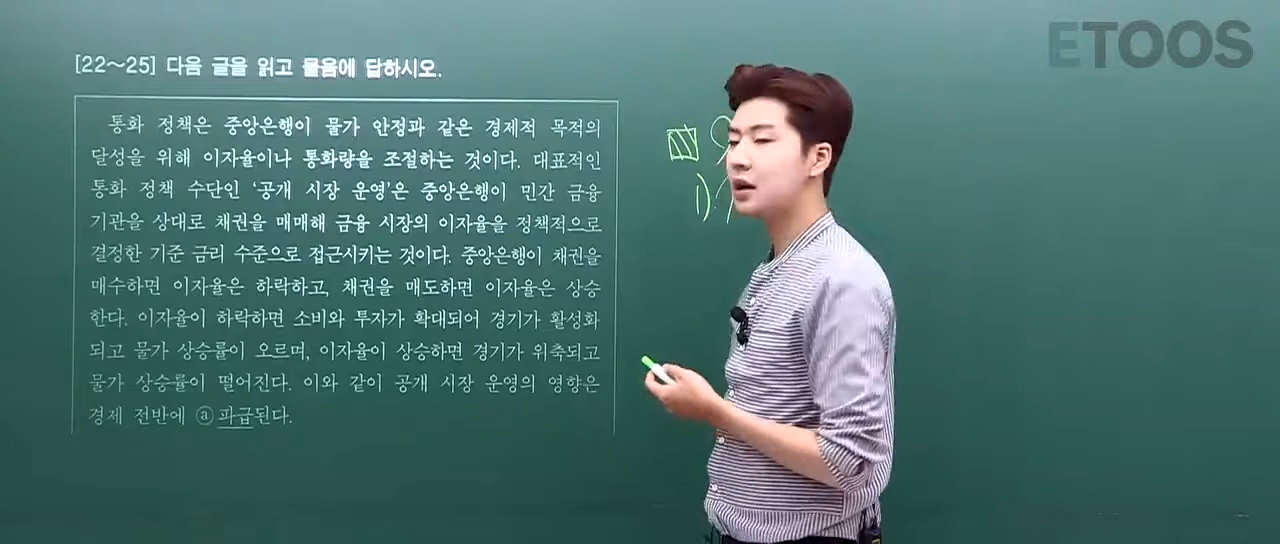 ETOOS
[22~25] 다음 글을 읽고 물음에 답하시오.
통화 정책은 중앙은행이 물가 안정과 같은 경제적 목적의
달성을 위해 이자율이나 통화량을 조절하는 것이다. 대표적인
통화 정책 수단인 ‘공개 시장 운영’은 중앙은행이 민간 금융
기관을 상대로 채권을 매매해 금융 시장의 이자율을 정책적으로
결정한 기준 금리 수준으로 접근시키는 것이다. 중앙은행이 채권을
매수하면 이자율은 하락하고, 채권을 매도하면 이자율은 상승
한다. 이자율이 하락하면 소비와 투자가 확대되어 경기가 활성화
되고 물가 상승률이 오르며, 이자율이 상승하면 경기가 위축되고
물가 상승률이 떨어진다. 이와 같이 공개 시장 운영의 영향은
경제 전반에 ⓐ파급된다.
1)